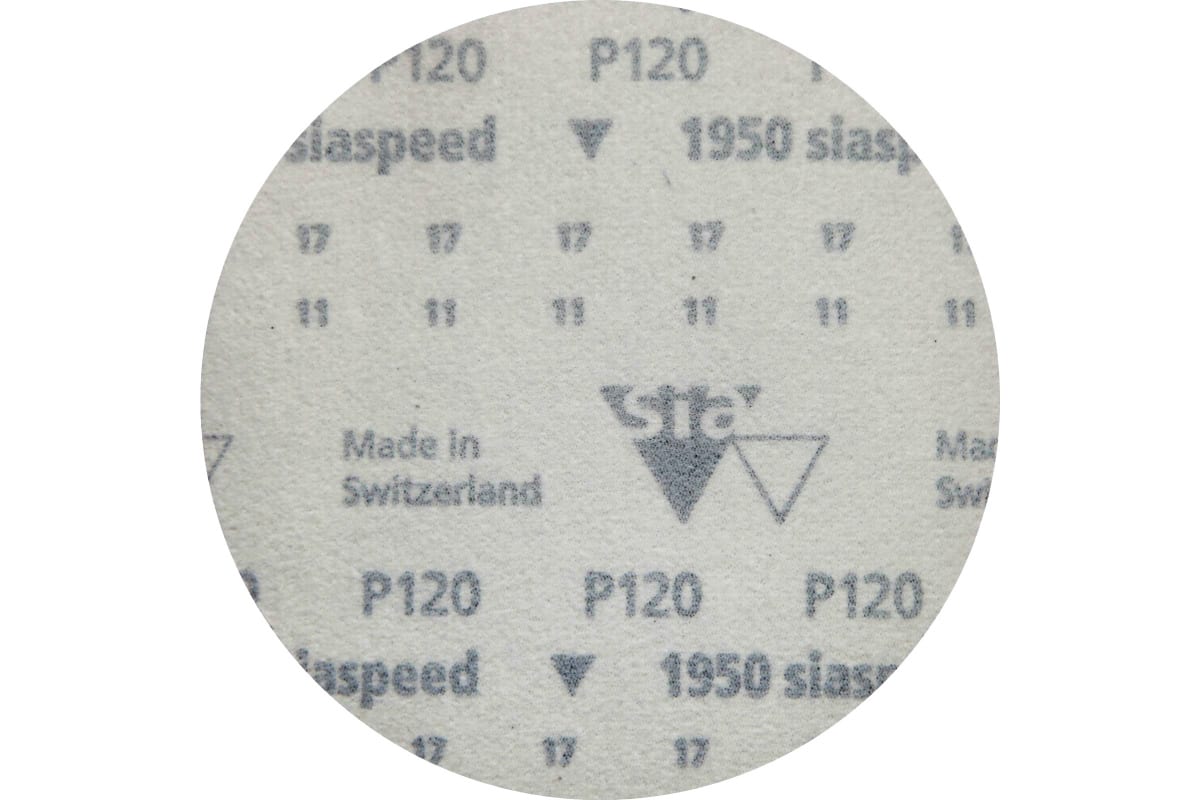 P120 P120
siaspeed 1950 siasp
17 17 17 17 17
11 11 11 11 11 11
sia
Made in
Switzerland
P120 P120 P120
siaspeed 1950 sias
17 17 17